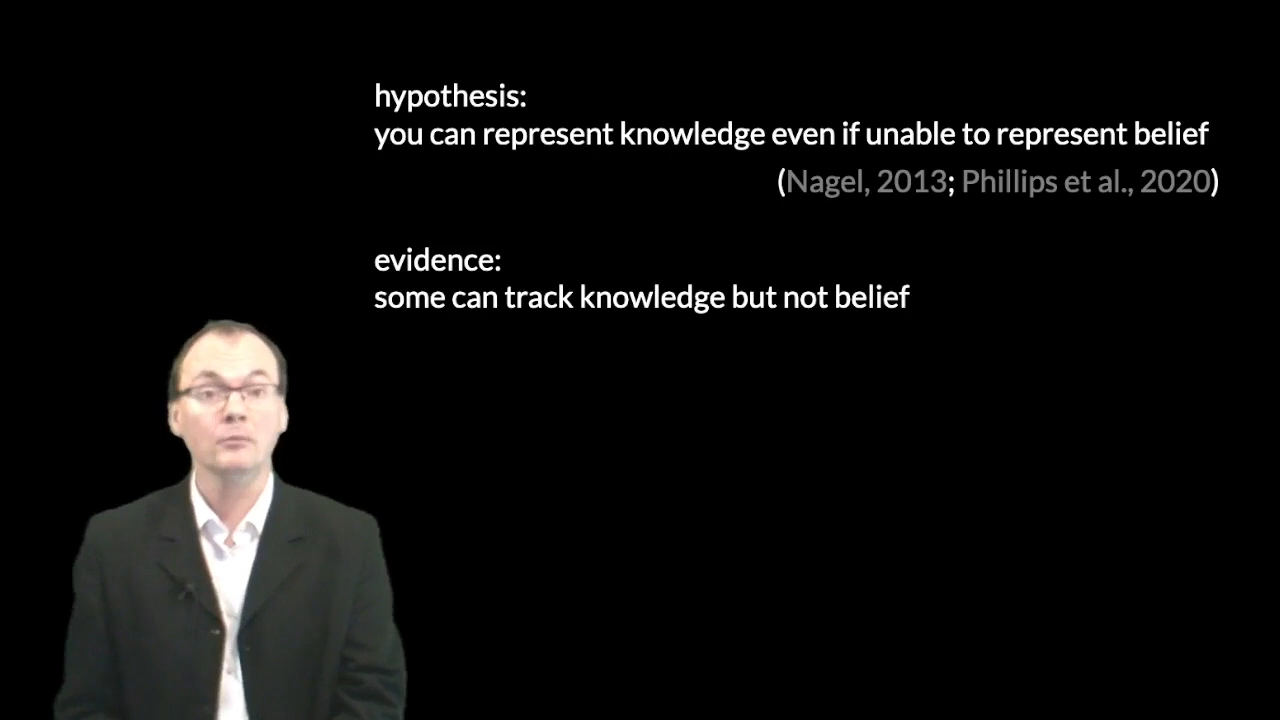 hypothesis:
you can represent knowledge even if unable to represent belief
(Nagel, 2013; Phillips et al., 2020)
evidence:
some can track knowledge but not belief